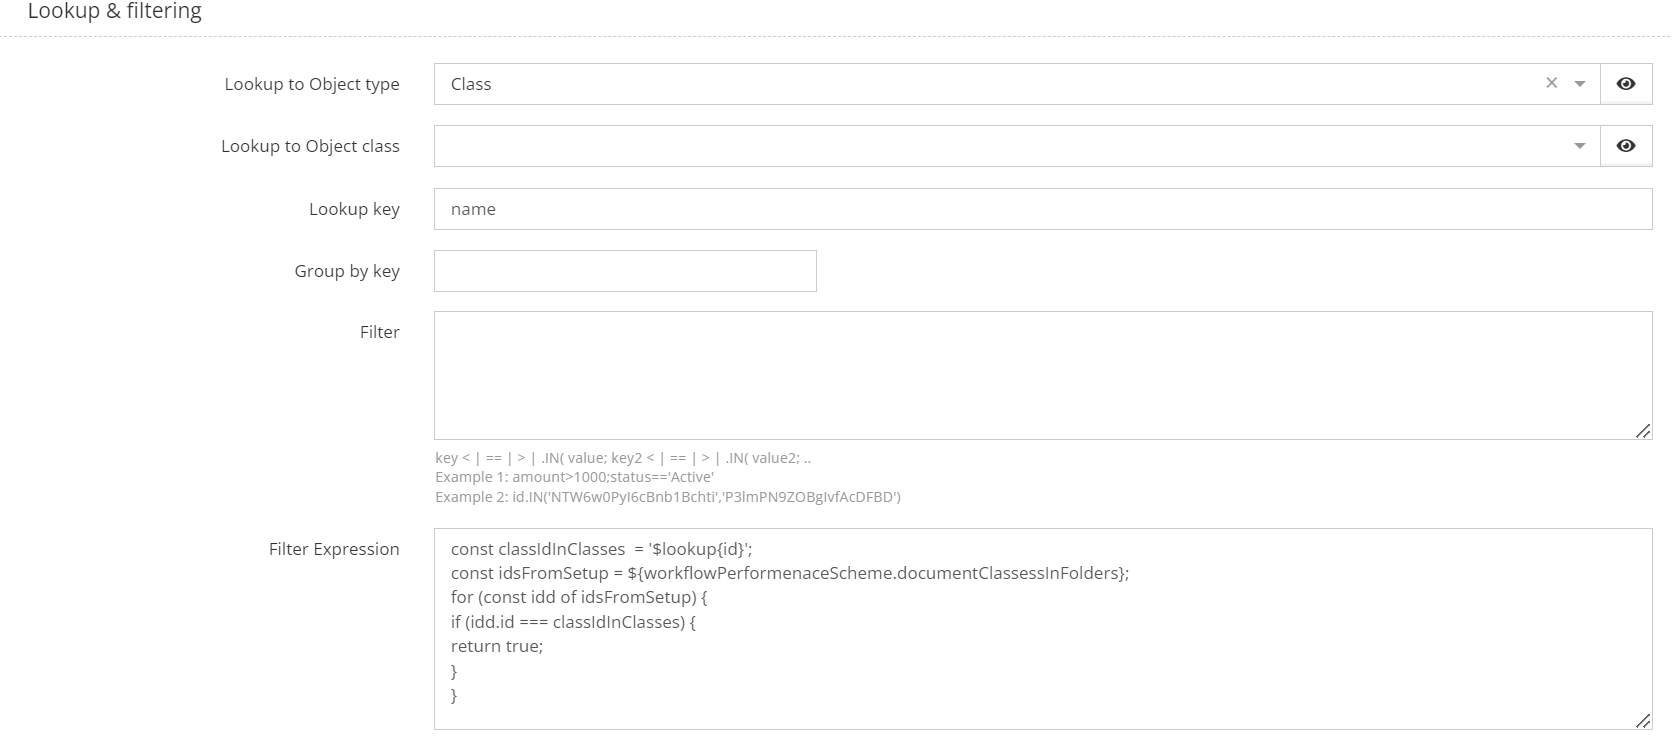 Lookup & filtering
Lookup to Object type
Class
Lookup to Object class
Lookup key
name
Group by key
Filter
key < | == | > | .IN( value; key2 < | == | > | .IN( value2; ..
Example 1: amount>1000;status=='Active'
Example 2: id.IN('NTW6w0PyI6cBnb1Bchti','P3lmPN9ZOBgIvfAcDFBD')
Filter Expression
const classIdInClasses  = '$lookup{id}';
const idsFromSetup = ${workflowPerformenaceScheme.documentClassessInFolders};
for (const idd of idsFromSetup) {
if (idd.id === classIdInClasses) {
return true;
}
}